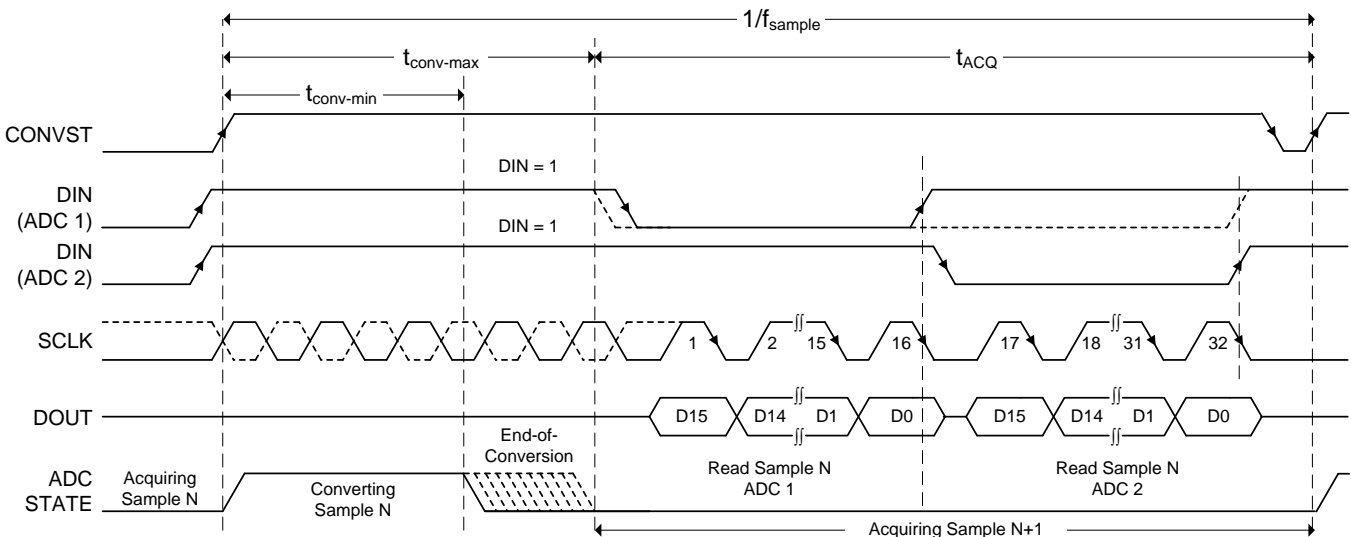 1/fsample
tconv-max
tACQ
tconv-min
CONVST
DIN = 1
DIN
(ADC 1)
DIN = 1
DIN
(ADC 2)
SCLK
1 2 15 16 17 18 31 32
DOUT
D15 D14 D1 D0 D15 D14 D1 D0
End-of-
Conversion
ADC
STATE
Acquiring
Sample N
Converting
Sample N
Read Sample N
ADC 1
Read Sample N
ADC 2
Acquiring Sample N+1